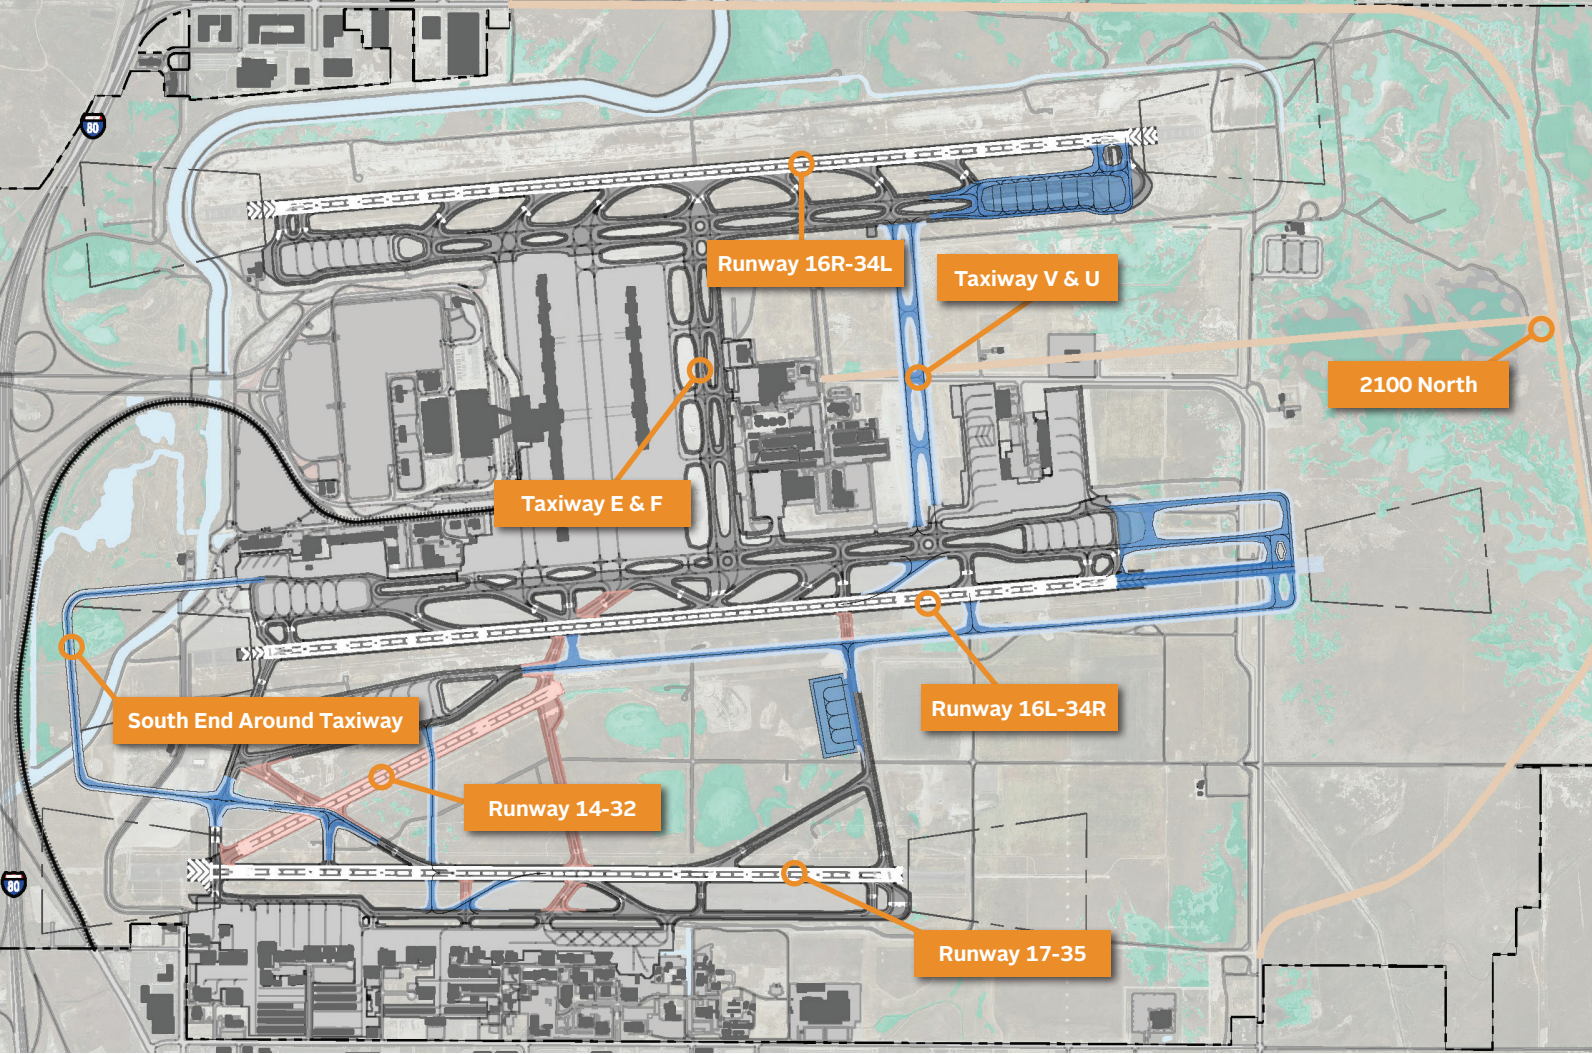 80
Runway 16R-34L
Taxiway V & U
2100 North
Taxiway E & F
South End Around Taxiway
Runway 16L-34R
Runway 14-32
80
Runway 17-35